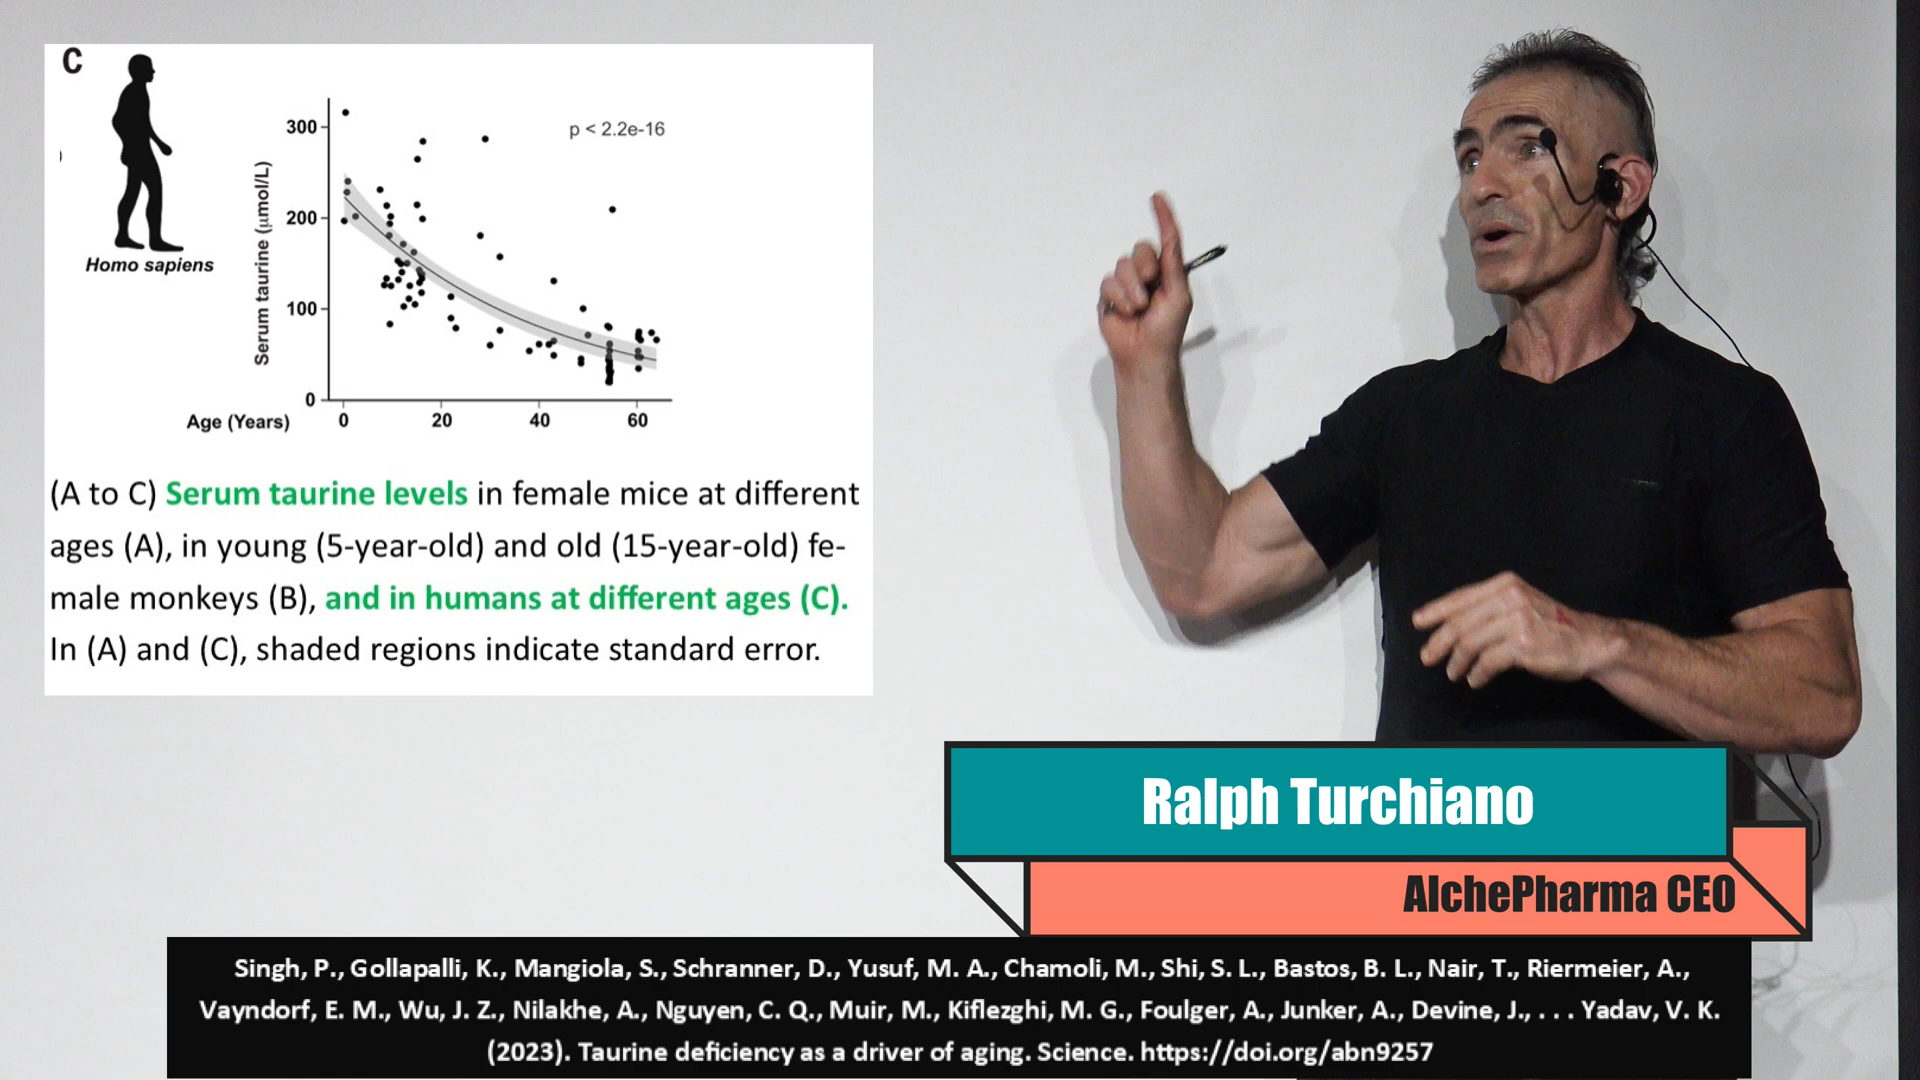 C
Homo sapiens
Serum taurine (μmol/L)
300
200
100
0
p < 2.2e-16
Age (Years)
0 20 40 60
(A to C) Serum taurine levels in female mice at different
ages (A), in young (5-year-old) and old (15-year-old) fe-
male monkeys (B), and in humans at different ages (C).
In (A) and (C), shaded regions indicate standard error.
Ralph Turchiano
AlchePharma CEO
Singh, P., Gollapalli, K., Mangiola, S., Schranner, D., Yusuf, M. A., Chamoli, M., Shi, S. L., Bastos, B. L., Nair, T., Riermeier, A.,
Vayndorf, E. M., Wu, J. Z., Nilakhe, A., Nguyen, C. Q., Muir, M., Kiflezghi, M. G., Foulger, A., Junker, A., Devine, J., . . . Yadav, V. K.
(2023). Taurine deficiency as a driver of aging. Science. https://doi.org/abn9257